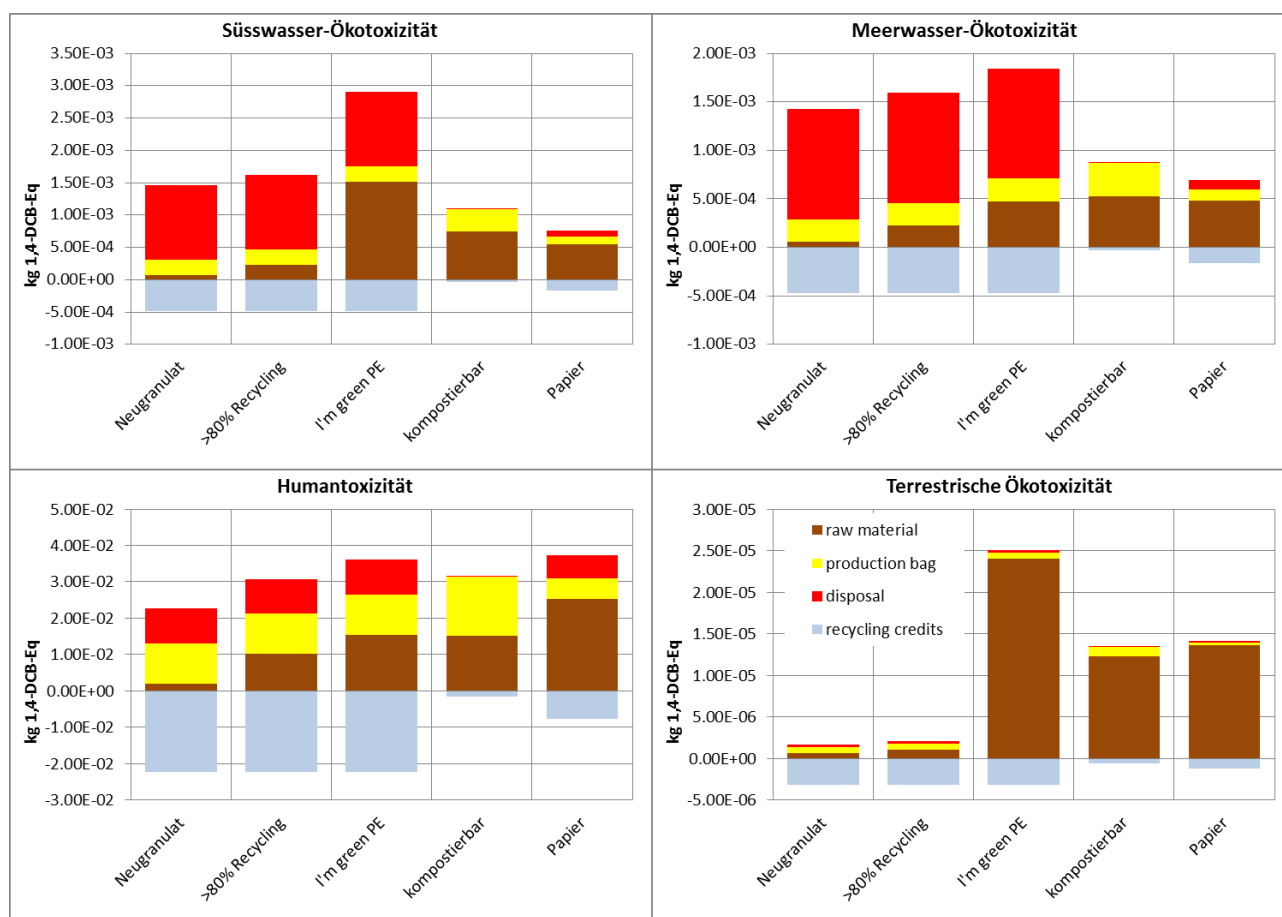 Süsswasser-Ökotoxizität
kg 1,4-DCB-Eq
3.50E-03
3.00E-03
2.50E-03
2.00E-03
1.50E-03
1.00E-03
5.00E-04
0.00E+00
-5.00E-04
-1.00E-03
Neugranulat
>80% Recycling
I'm green PE
kompostierbar
Papier
Meerwasser-Ökotoxizität
kg 1,4-DCB-Eq
2.00E-03
1.50E-03
1.00E-03
5.00E-04
0.00E+00
-5.00E-04
-1.00E-03
Neugranulat
>80% Recycling
I'm green PE
kompostierbar
Papier
Humantoxizität
kg 1,4-DCB-Eq
5.00E-02
4.00E-02
3.00E-02
2.00E-02
1.00E-02
0.00E+00
-1.00E-02
-2.00E-02
-3.00E-02
Neugranulat
>80% Recycling
I'm green PE
kompostierbar
Papier
Terrestrische Ökotoxizität
kg 1,4-DCB-Eq
3.00E-05
2.50E-05
2.00E-05
1.50E-05
1.00E-05
5.00E-06
0.00E+00
-5.00E-06
raw material
production bag
disposal
recycling credits
Neugranulat
>80% Recycling
I'm green PE
kompostierbar
Papier